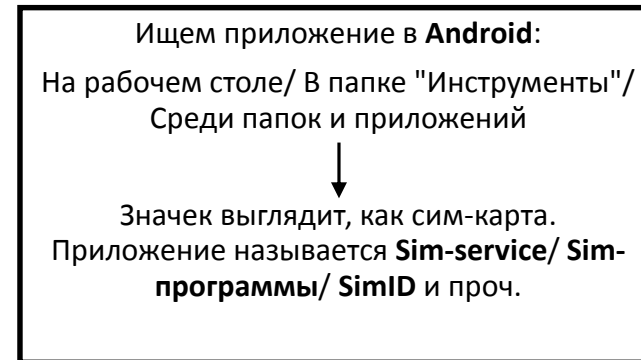 Ищем приложение в Android:
На рабочем столе/ В папке "Инструменты"/
Среди папок и приложений
Значек выглядит, как сим-карта.
Приложение называется Sim-service/ Sim-
программы/ SimID и проч.